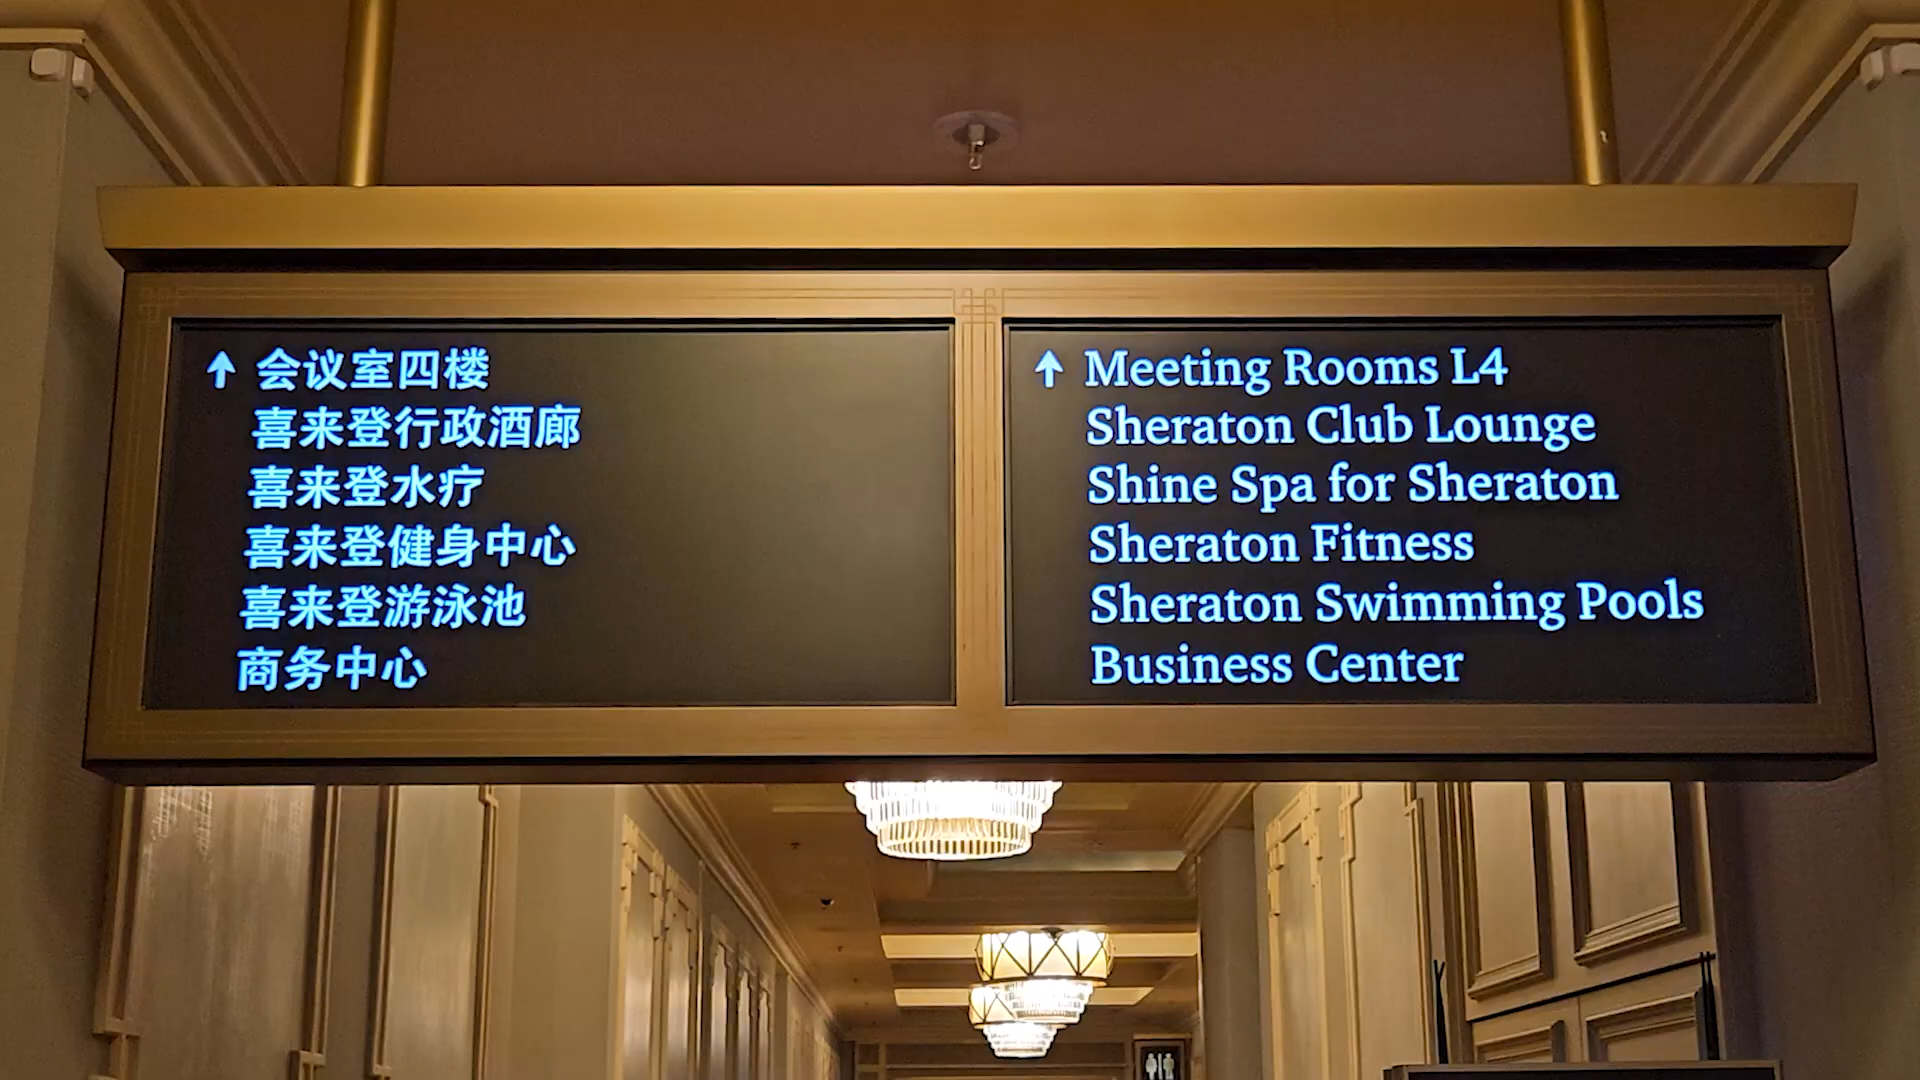 ↑ 会议室四楼
喜来登行政酒廊
喜来登水疗
喜来登健身中心
喜来登游泳池
商务中心
↑ Meeting Rooms L4
Sheraton Club Lounge
Shine Spa for Sheraton
Sheraton Fitness
Sheraton Swimming Pools
Business Center